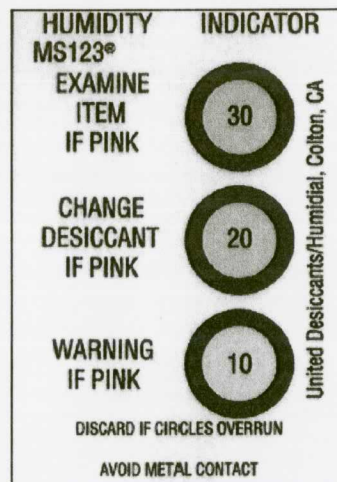 HUMIDITY INDICATOR
MS123®
EXAMINE
ITEM
IF PINK
30
CHANGE
DESICCANT
IF PINK
20
WARNING
IF PINK
10
United Desiccants/Humidial, Colton, CA
DISCARD IF CIRCLES OVERRUN
AVOID METAL CONTACT